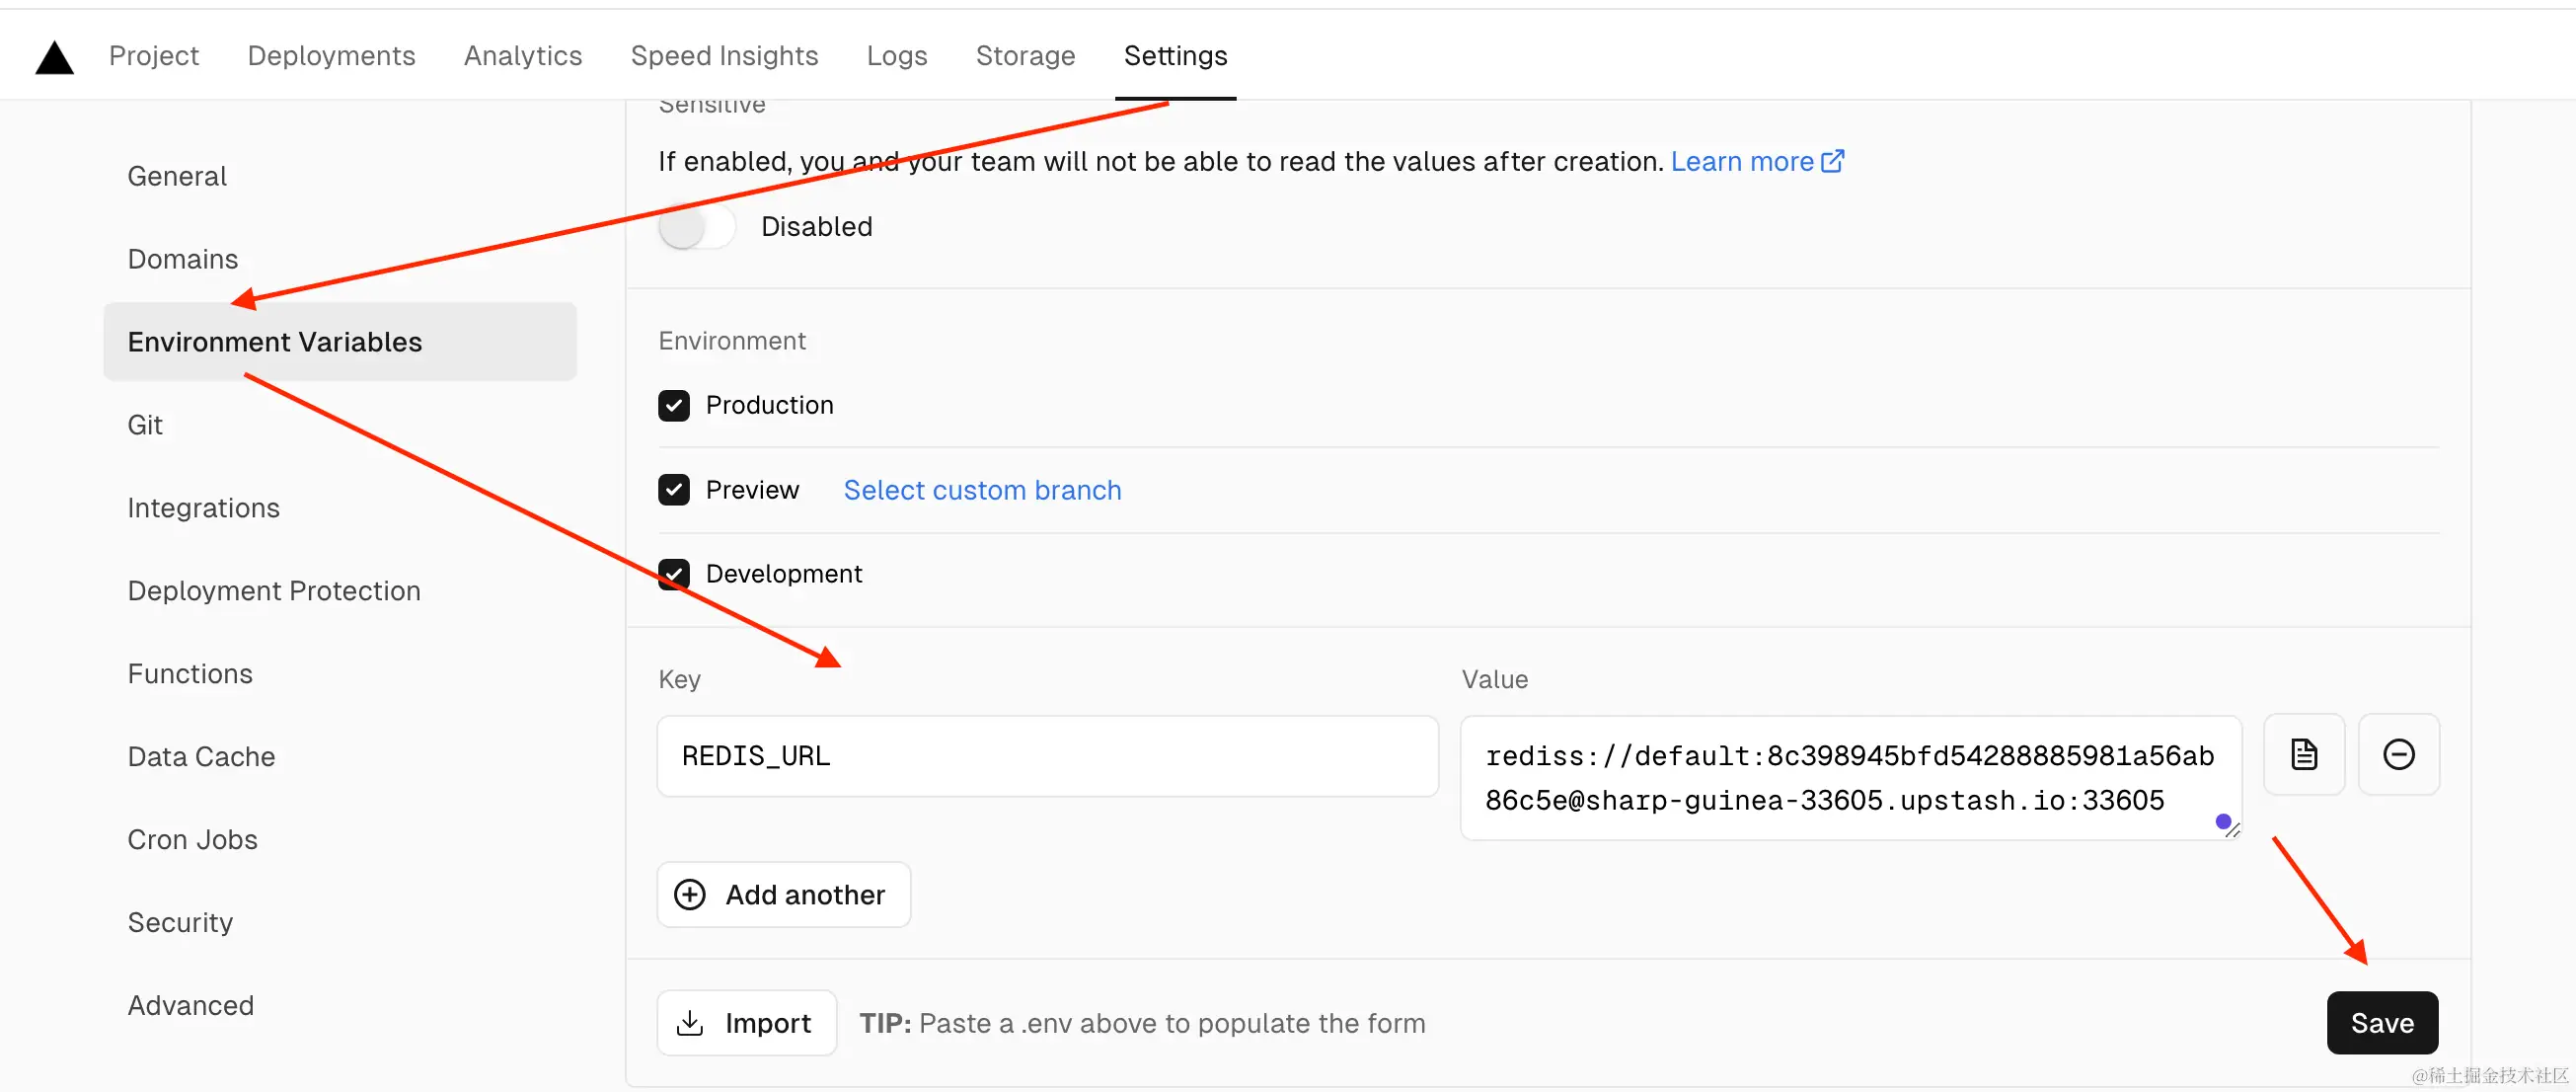 Project Deployments Analytics Speed Insights Logs Storage Settings
Sensitive
If enabled, you and your team will not be able to read the values after creation. Learn more
General
Disabled
Domains
Environment Variables
Environment
Production
Git
Preview Select custom branch
Integrations
Development
Deployment Protection
Functions
Key Value
Data Cache
REDIS_URL
rediss://default:8c398945bfd54288885981a56ab
86c5e@sharp-guinea-33605.upstash.io:33605
Cron Jobs
Add another
Security
Advanced
Import TIP: Paste a .env above to populate the form Save
@稀土掘金技术社区